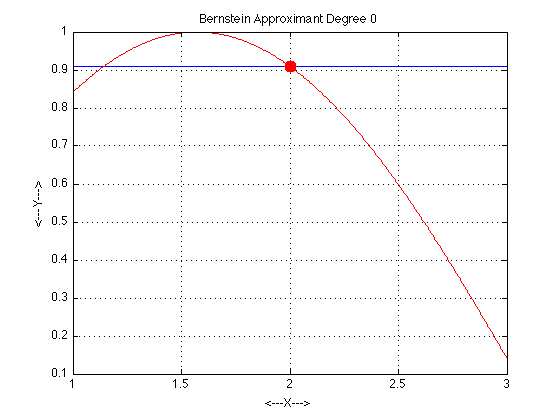 Bernstein Approximant Degree 0
1
0.9
0.8
0.7
0.6
0.5
0.4
0.3
0.2
0.1
<---Y--->
1 1.5 2 2.5 3
<---X--->